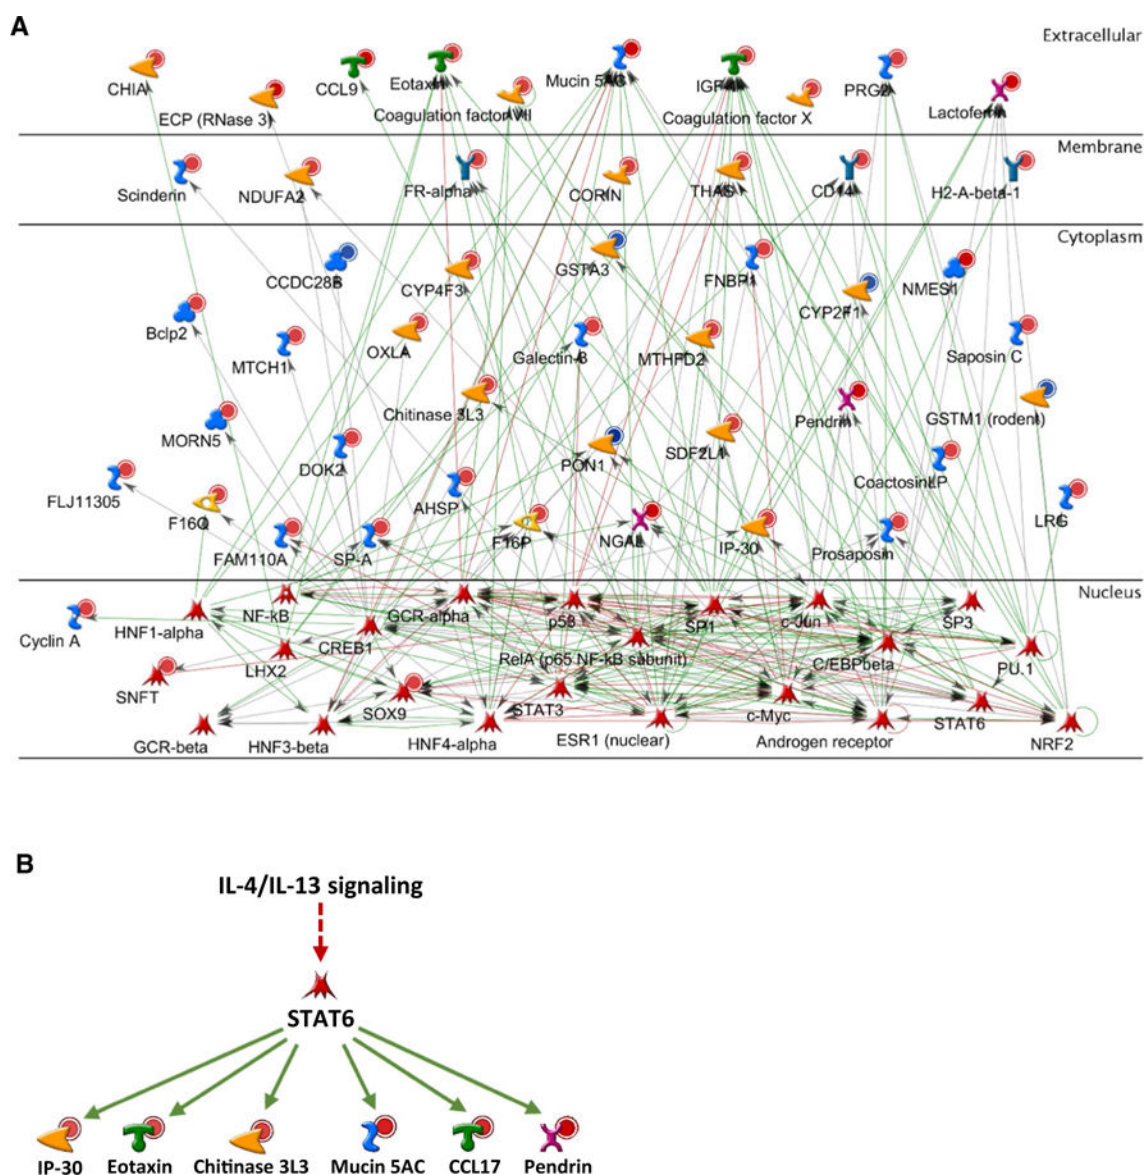 A
Extracellular
CHIA
ECP (RNase 3)
CCL9
Eotaxin
Coagulation factor VII
Mucin 5AC
Coagulation factor X
PRG2
Lactoferrin
Membrane
Scinderin
NDUFA2
FR-alpha
CORIN
THAS
CD44
H2-A-beta-1
Cytoplasm
CCDC28B
CYP4F3
GSTA3
FNBP1
CYP2F1
NMES1
Bclp2
MTCH1
OXLA
Galectin-8
MTHFD2
Saposin C
Chitinase 3L3
Pendrin
GSTM1 (rodent)
MORN5
DOK2
PON1
SDF2L1
CoactosinLP
FLJ11305
F16Q
AHSP
LRG
FAM110A
SP-A
F16P
NGAL
IP-30
Prosaposin
Nucleus
Cyclin A
HNF1-alpha
NF-kB
GCR-alpha
p53
SP1
c-Jun
SP3
LHX2
CREB1
RelA (p65 NF-kB subunit)
C/EBPbeta
PU.1
SNFT
SOX9
STAT3
c-Myc
STAT6
GCR-beta
HNF3-beta
HNF4-alpha
ESR1 (nuclear)
Androgen receptor
NRF2
B
IL-4/IL-13 signaling
STAT6
IP-30 Eotaxin Chitinase 3L3 Mucin 5AC CCL17 Pendrin